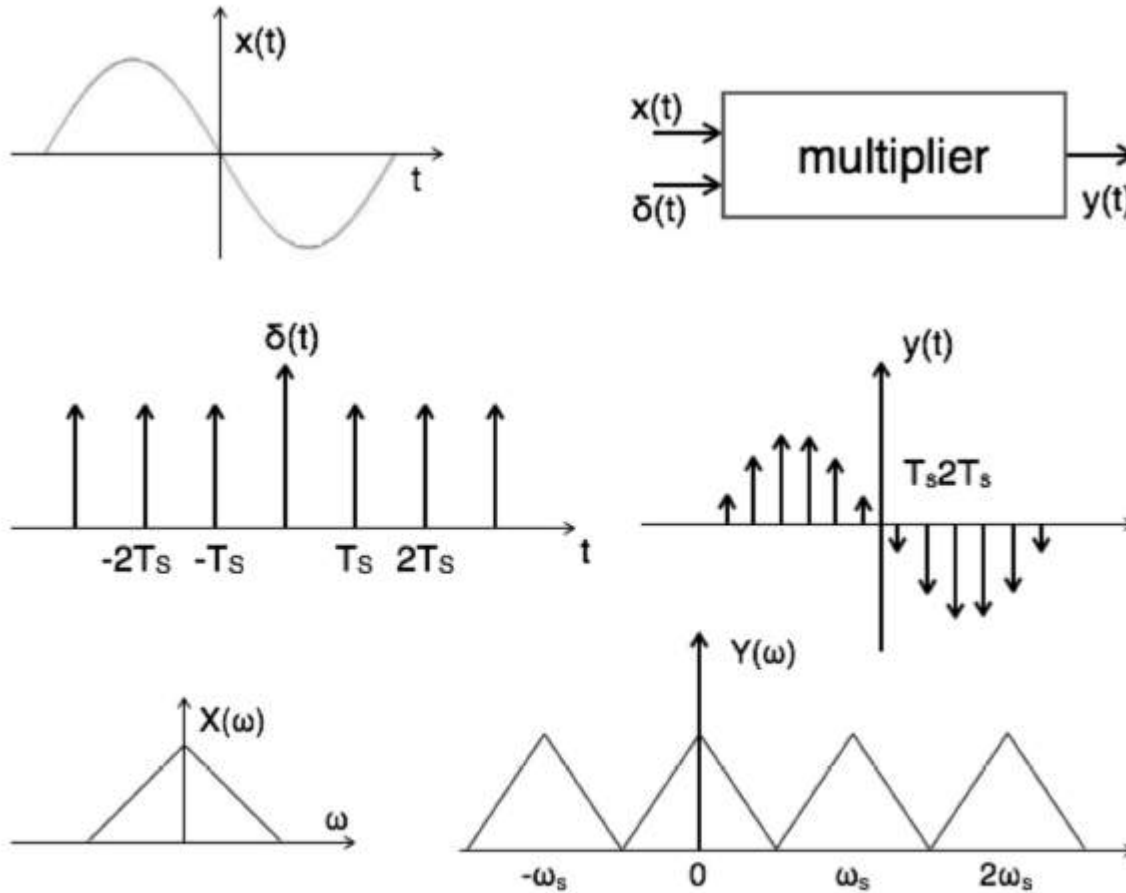 x(t)
t
x(t)
δ(t)
multiplier
y(t)
δ(t)
-2Ts -Ts Ts 2Ts t
y(t)
Ts2Ts
X(ω)
ω
Y(ω)
-ωs 0 ωs 2ωs